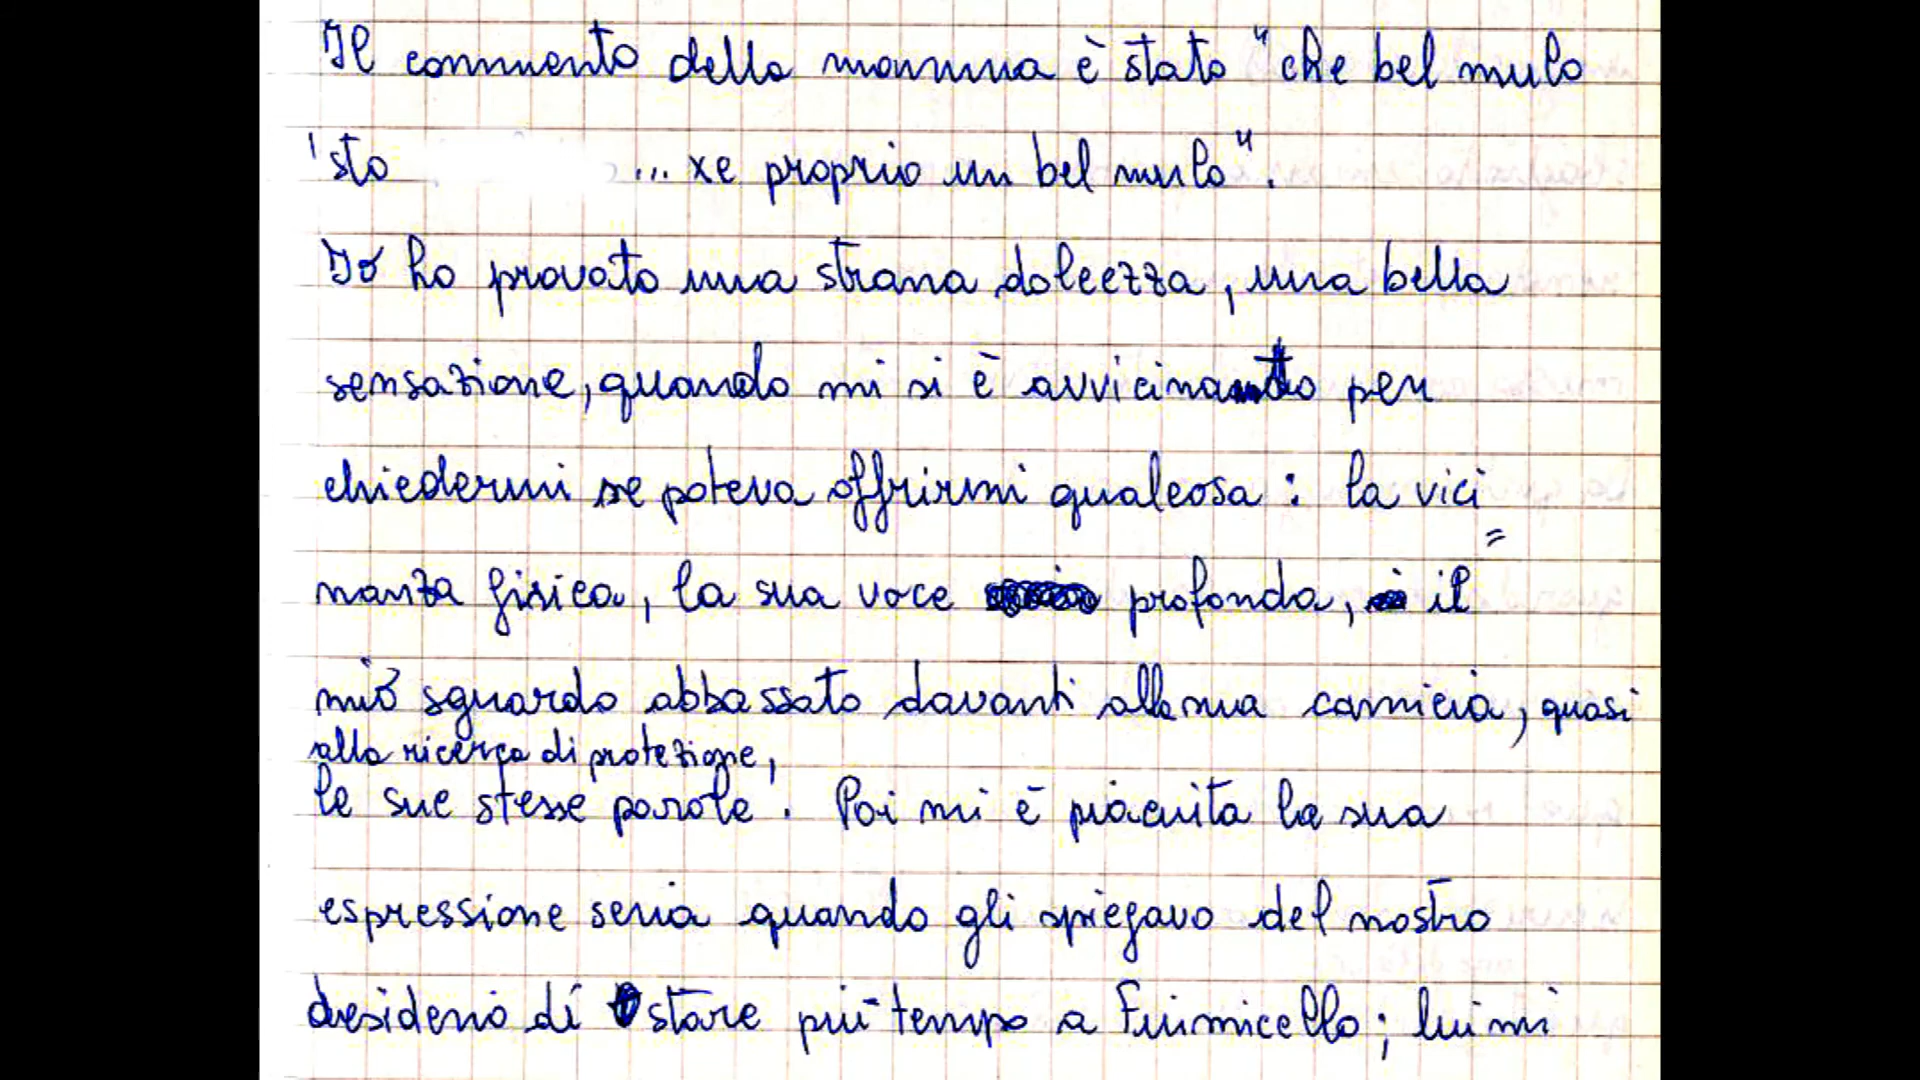 Il commento della mamma è stato "che bel mulo
'sto ... xe proprio un bel mulo".
Io ho provato una strana dolcezza, una bella
sensazione, quando mi si è avvicinato per
chiedermi se poteva offrirmi qualcosa: la vici
=
nanza fisica, la sua voce profonda, il
mio sguardo abbassato davanti alla sua camicia, quasi
alla ricerca di protezione,
le sue stesse parole. Poi mi è piaciuta la sua
espressione seria quando gli spiegavo del nostro
desiderio di stare più tempo a Fiumicello; lui mi